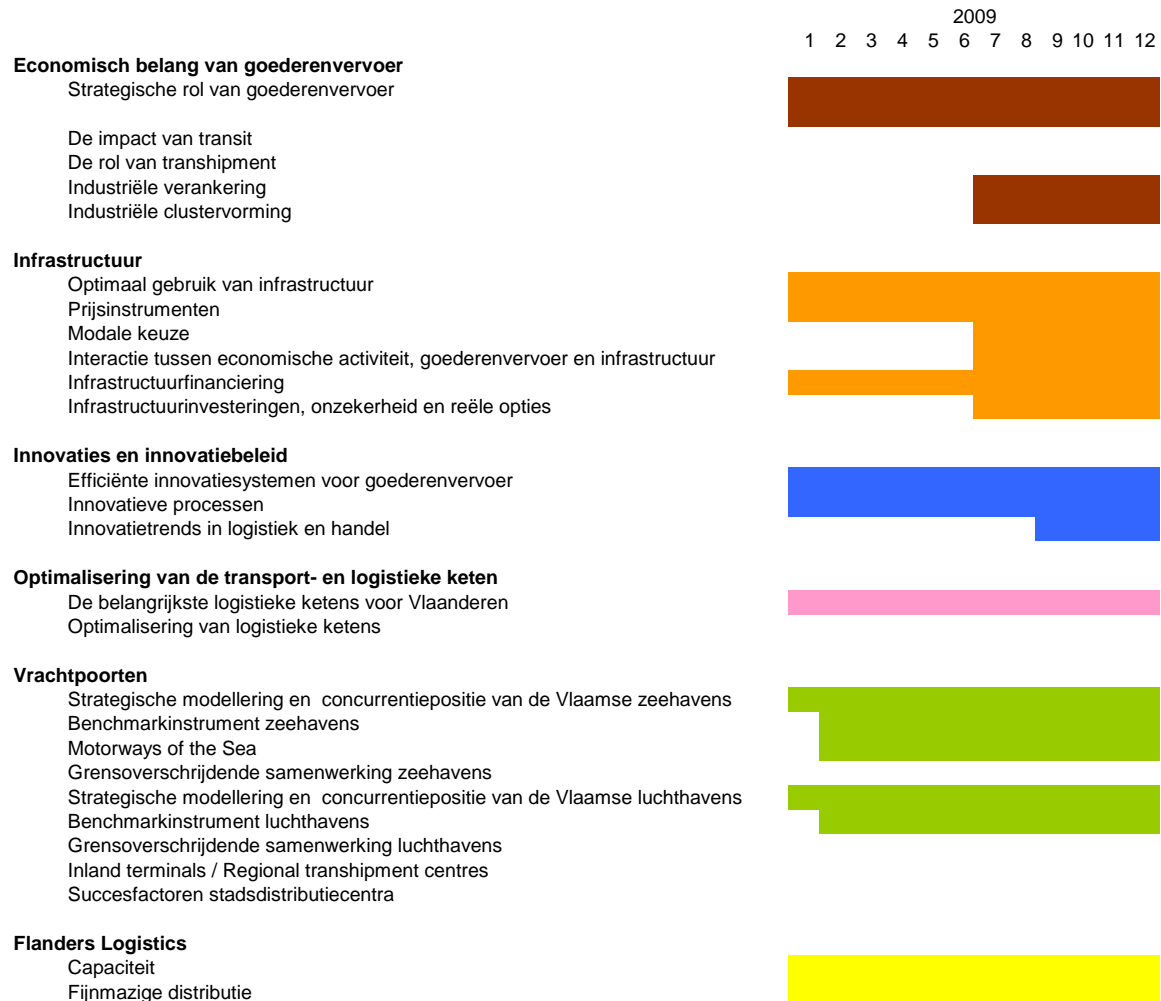 2009
1 2 3 4 5 6 7 8 9 10 11 12
Economisch belang van goederenvervoer
Strategische rol van goederenvervoer
De impact van transit
De rol van transhipment
Industriële verankering
Industriële clustervorming
Infrastructuur
Optimaal gebruik van infrastructuur
Prijsinstrumenten
Modale keuze
Interactie tussen economische activiteit, goederenvervoer en infrastructuur
Infrastructuurfinanciering
Infrastructuurinvesteringen, onzekerheid en reële opties
Innovaties en innovatiebeleid
Efficiënte innovatiesystemen voor goederenvervoer
Innovatieve processen
Innovatietrends in logistiek en handel
Optimalisering van de transport- en logistieke keten
De belangrijkste logistieke ketens voor Vlaanderen
Optimalisering van logistieke ketens
Vrachtpoorten
Strategische modellering en concurrentiepositie van de Vlaamse zeehavens
Benchmarkinstrument zeehavens
Motorways of the Sea
Grensoverschrijdende samenwerking zeehavens
Strategische modellering en concurrentiepositie van de Vlaamse luchthavens
Benchmarkinstrument luchthavens
Grensoverschrijdende samenwerking luchthavens
Inland terminals / Regional transhipment centres
Succesfactoren stadsdistributiecentra
Flanders Logistics
Capaciteit
Fijnmazige distributie